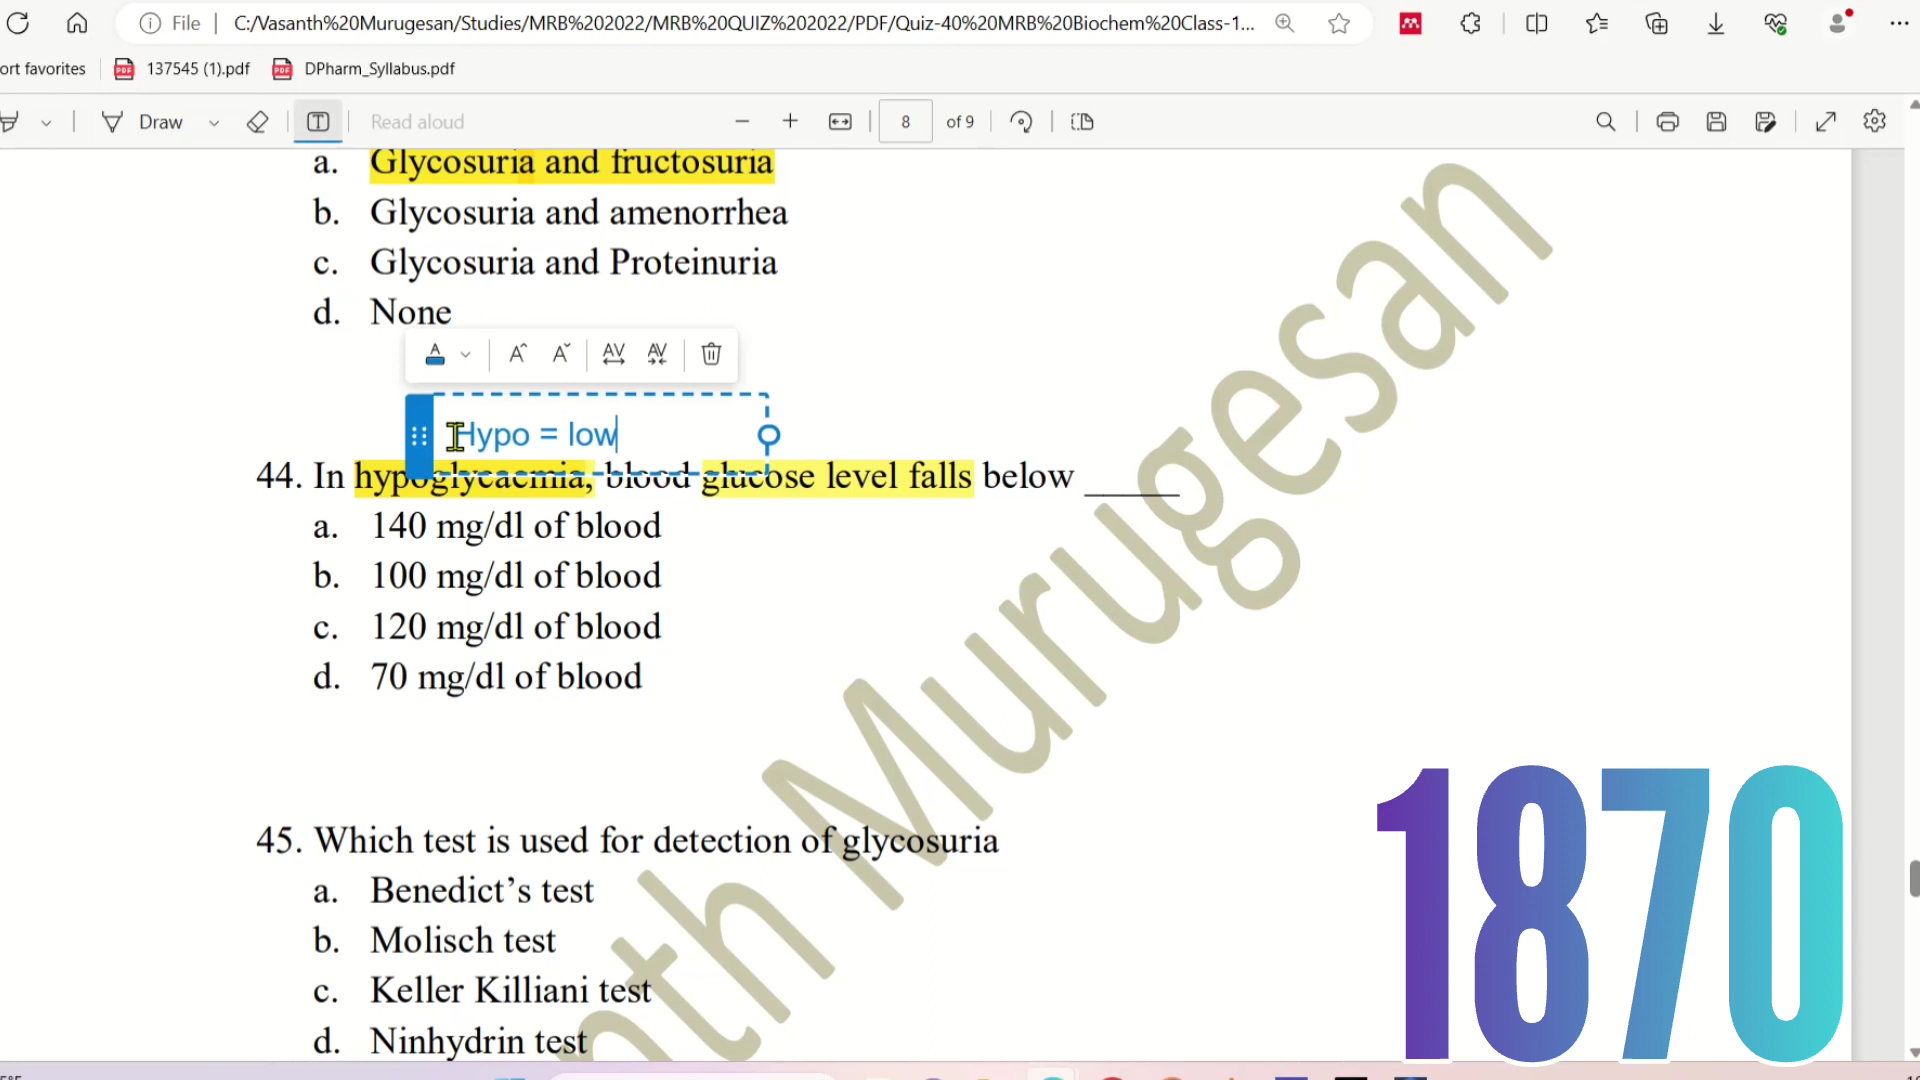 File
C:/Vasanth%20Murugesan/Studies/MRB%202022/MRB%20QUIZ%202022/PDF/Quiz-40%20MRB%20Biochem%20Class-1...
ort favorites
137545 (1).pdf
DPharm_Syllabus.pdf
Draw
Read aloud
8 of 9
a. Glycosuria and fructosuria
b. Glycosuria and amenorrhea
c. Glycosuria and Proteinuria
d. None
Hypo = low
44. In hypoglycaemia, blood glucose level falls below ______
a. 140 mg/dl of blood
b. 100 mg/dl of blood
c. 120 mg/dl of blood
d. 70 mg/dl of blood
45. Which test is used for detection of glycosuria
a. Benedict’s test
b. Molisch test
c. Keller Killiani test
d. Ninhydrin test
nth Murugesan
1870